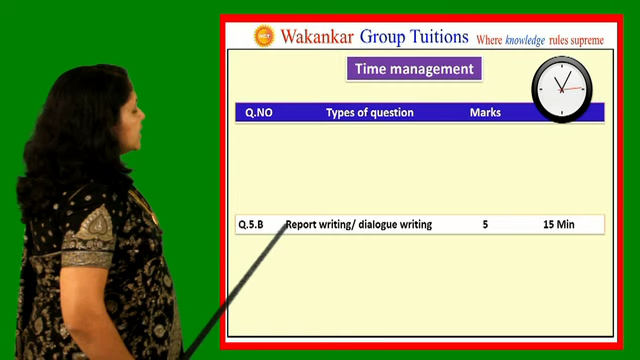 WGT Wakankar Group Tuitions Where knowledge rules supreme
Time management
Q.NO Types of question Marks
Q.5.B Report writing/ dialogue writing 5 15 Min